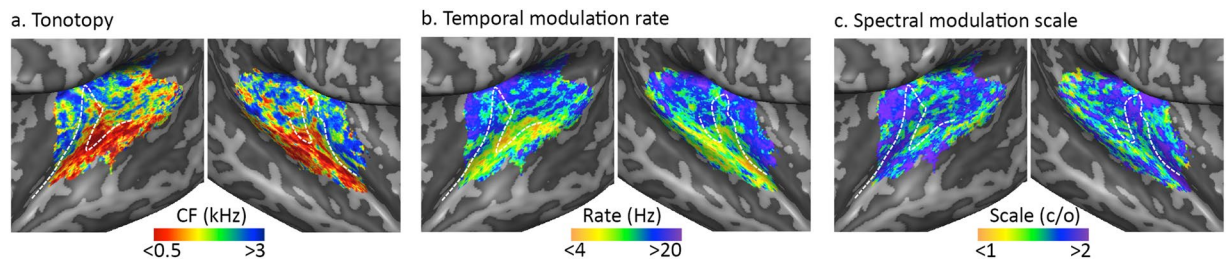 a. Tonotopy
b. Temporal modulation rate
c. Spectral modulation scale
CF (kHz)
<0.5 >3
Rate (Hz)
<4 >20
Scale (c/o)
<1 >2